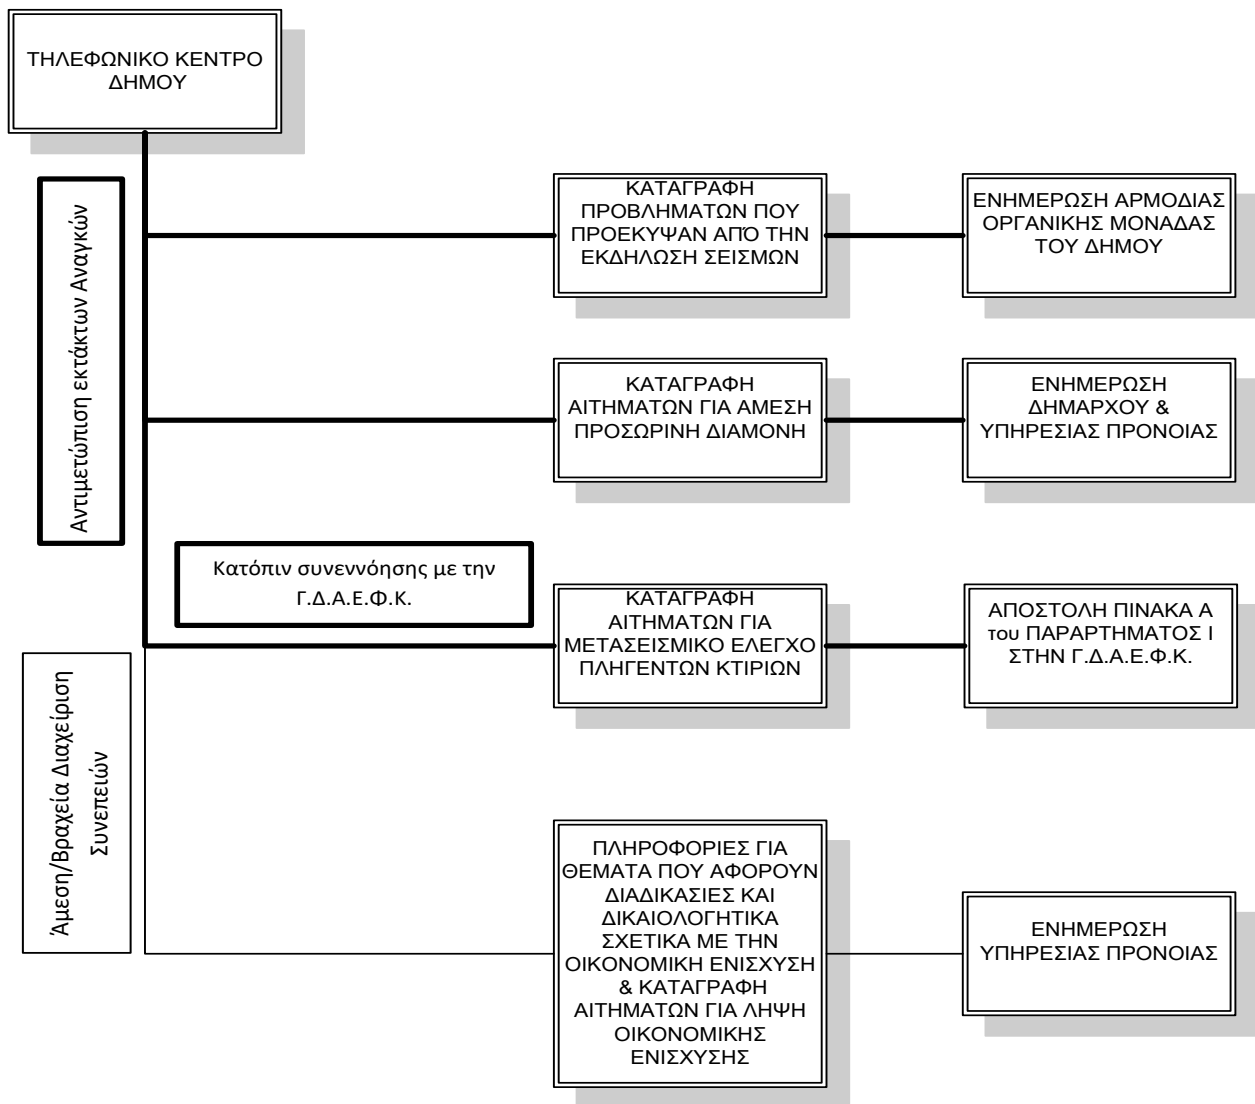 ΤΗΛΕΦΩΝΙΚΟ ΚΕΝΤΡΟ
ΔΗΜΟΥ
Αντιμετώπιση εκτάκτων Αναγκών
ΚΑΤΑΓΡΑΦΗ
ΠΡΟΒΛΗΜΑΤΩΝ ΠΟΥ
ΠΡΟΕΚΥΨΑΝ ΑΠΌ ΤΗΝ
ΕΚΔΗΛΩΣΗ ΣΕΙΣΜΩΝ
ΕΝΗΜΕΡΩΣΗ ΑΡΜΟΔΙΑΣ
ΟΡΓΑΝΙΚΗΣ ΜΟΝΑΔΑΣ
ΤΟΥ ΔΗΜΟΥ
ΚΑΤΑΓΡΑΦΗ
ΑΙΤΗΜΑΤΩΝ ΓΙΑ ΑΜΕΣΗ
ΠΡΟΣΩΡΙΝΗ ΔΙΑΜΟΝΗ
ΕΝΗΜΕΡΩΣΗ
ΔΗΜΑΡΧΟΥ &
ΥΠΗΡΕΣΙΑΣ ΠΡΟΝΟΙΑΣ
Κατόπιν συνεννόησης με την
Γ.Δ.Α.Ε.Φ.Κ.
ΚΑΤΑΓΡΑΦΗ
ΑΙΤΗΜΑΤΩΝ ΓΙΑ
ΜΕΤΑΣΕΙΣΜΙΚΟ ΕΛΕΓΧΟ
ΠΛΗΓΕΝΤΩΝ ΚΤΙΡΙΩΝ
ΑΠΟΣΤΟΛΗ ΠΙΝΑΚΑ Α
του ΠΑΡΑΡΤΗΜΑΤΟΣ Ι
ΣΤΗΝ Γ.Δ.Α.Ε.Φ.Κ.
Άμεση/Βραχεία Διαχείριση
Συνεπειών
ΠΛΗΡΟΦΟΡΙΕΣ ΓΙΑ
ΘΕΜΑΤΑ ΠΟΥ ΑΦΟΡΟΥΝ
ΔΙΑΔΙΚΑΣΙΕΣ ΚΑΙ
ΔΙΚΑΙΟΛΟΓΗΤΙΚΑ
ΣΧΕΤΙΚΑ ΜΕ ΤΗΝ
ΟΙΚΟΝΟΜΙΚΗ ΕΝΙΣΧΥΣΗ
& ΚΑΤΑΓΡΑΦΗ
ΑΙΤΗΜΑΤΩΝ ΓΙΑ ΛΗΨΗ
ΟΙΚΟΝΟΜΙΚΗΣ
ΕΝΙΣΧΥΣΗΣ
ΕΝΗΜΕΡΩΣΗ
ΥΠΗΡΕΣΙΑΣ ΠΡΟΝΟΙΑΣ